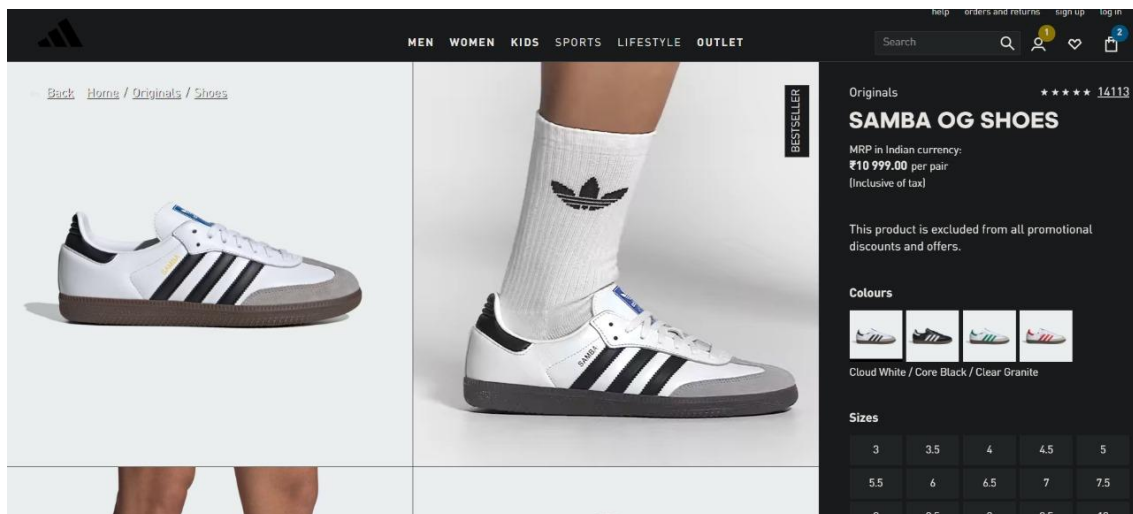 help orders and returns sign up log in
MEN WOMEN KIDS SPORTS LIFESTYLE OUTLET
Search
1
2
Back Home / Originals / Shoes
BESTSELLER
SAMBA
SAMBA
Originals ★★★★★ 14113
SAMBA OG SHOES
MRP in Indian currency:
₹10 999.00 per pair
(Inclusive of tax)
This product is excluded from all promotional
discounts and offers.
Colours
Cloud White / Core Black / Clear Granite
Sizes
3 3.5 4 4.5 5
5.5 6 6.5 7 7.5